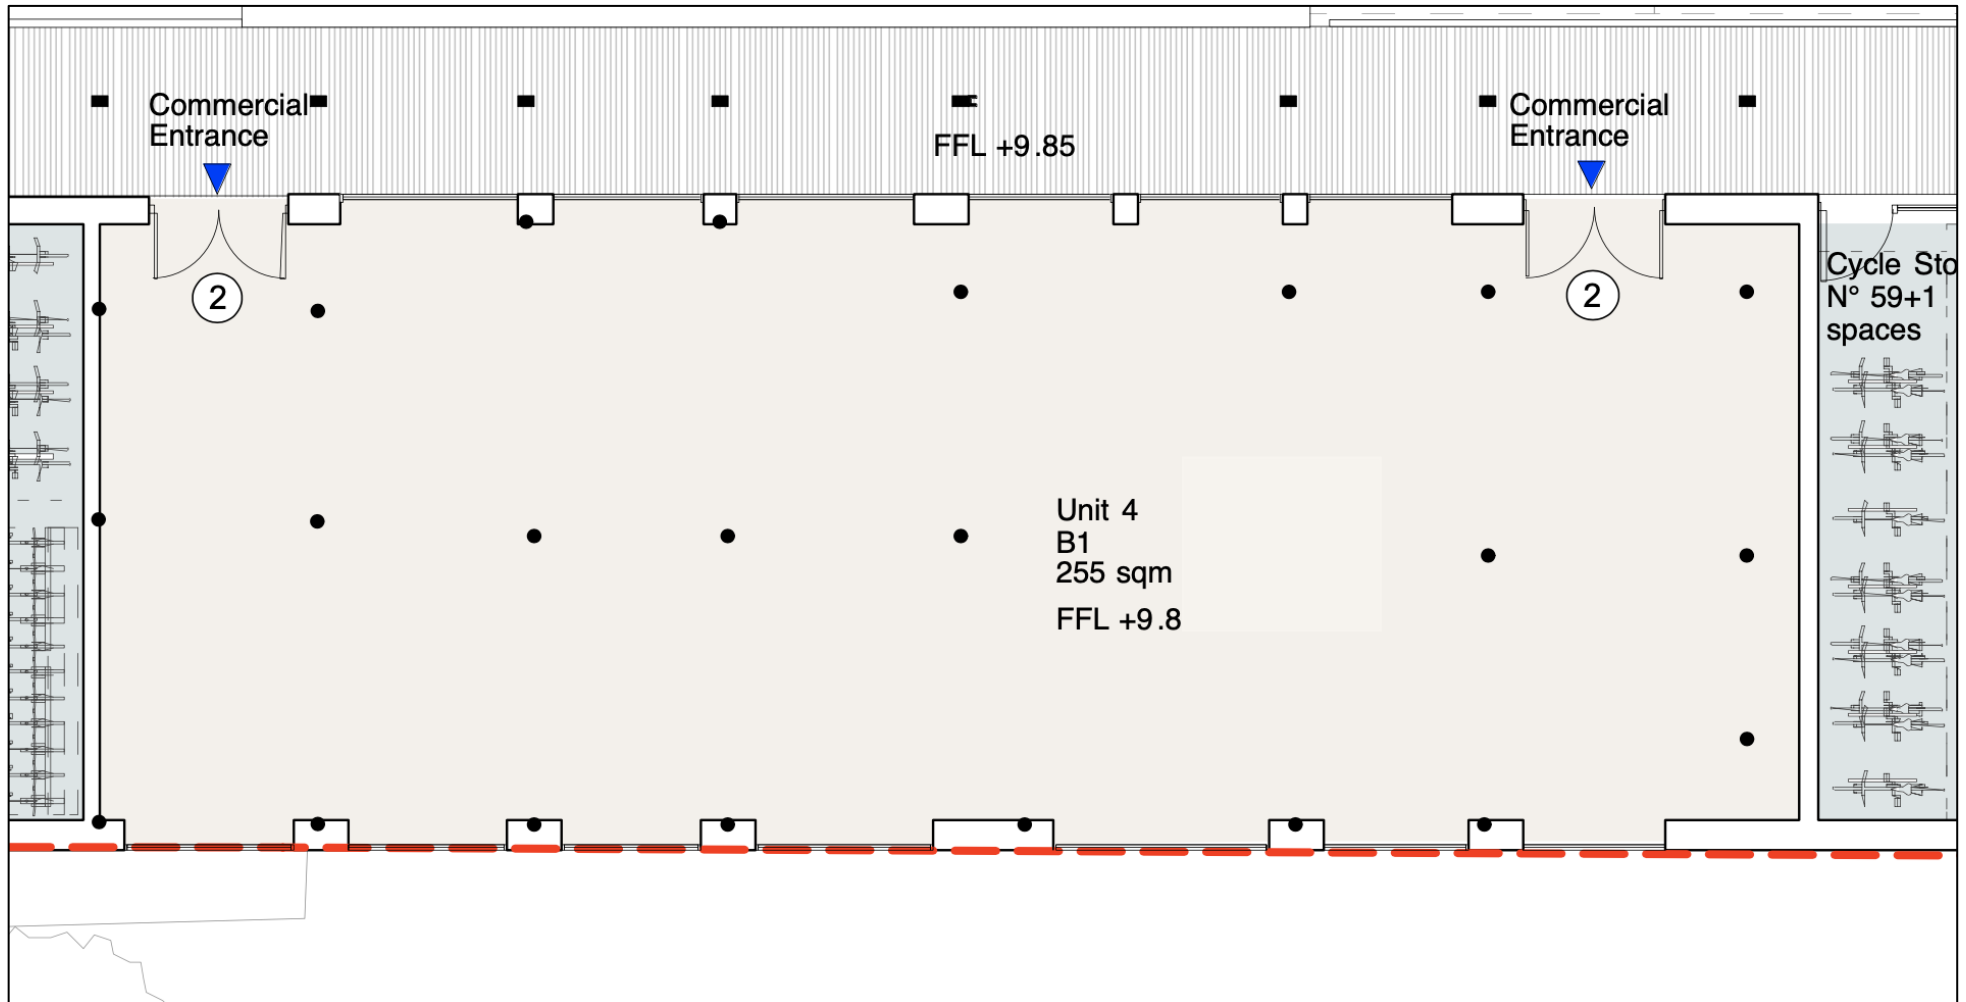 Commercial
Entrance
FFL +9.85
Commercial
Entrance
2
2
Cycle Sto
N° 59+1
spaces
Unit 4
B1
255 sqm
FFL +9.8